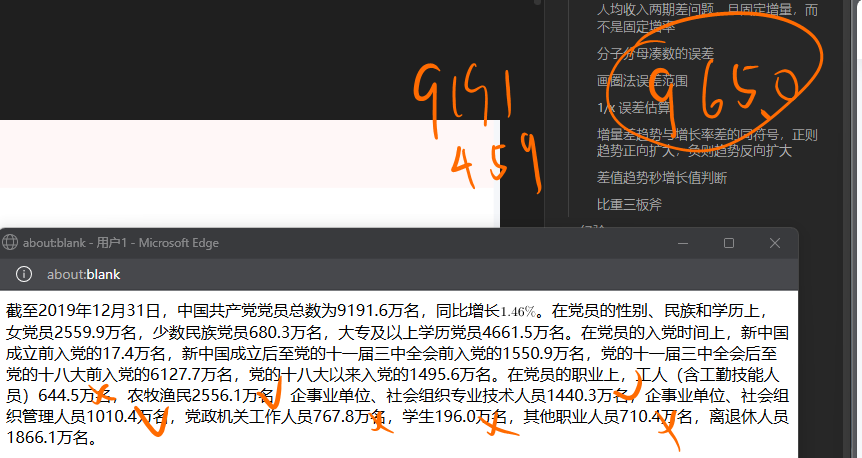 人均收入两期差问题，且固定增量，而
不是固定增率
分子分母凑数的误差
画圈法误差范围
1/x 误差估算
增量差趋势与增长率差的同符号，正则
趋势正向扩大，负则趋势反向扩大
差值趋势秒增长值判断
比重三板斧
9191
459
9650
about:blank - 用户1 - Microsoft Edge
about:blank
截至2019年12月31日，中国共产党党员总数为9191.6万名，同比增长1.46%。在党员的性别、民族和学历上，
女党员2559.9万名，少数民族党员680.3万名，大专及以上学历党员4661.5万名。在党员的入党时间上，新中国
成立前入党的17.4万名，新中国成立后至党的十一届三中全会前入党的1550.9万名，党的十一届三中全会后至
党的十八大前入党的6127.7万名，党的十八大以来入党的1495.6万名。在党员的职业上，工人（含工勤技能人
员）644.5万名，农牧渔民2556.1万名，企事业单位、社会组织专业技术人员1440.3万名，企事业单位、社会组
织管理人员1010.4万名，党政机关工作人员767.8万名，学生196.0万名，其他职业人员710.4万名，离退休人员
1866.1万名。